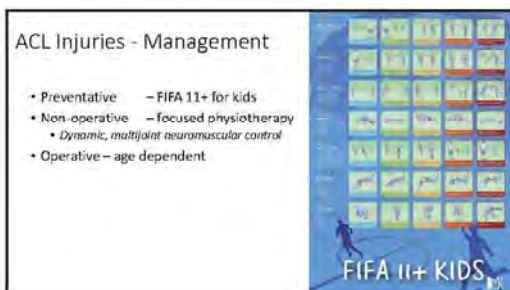 ACL Injuries - Management
• Preventative – FIFA 11+ for kids
• Non-operative – focused physiotherapy
• Dynamic, multijoint neuromuscular control
• Operative – age dependent
FIFA 11+ KIDS